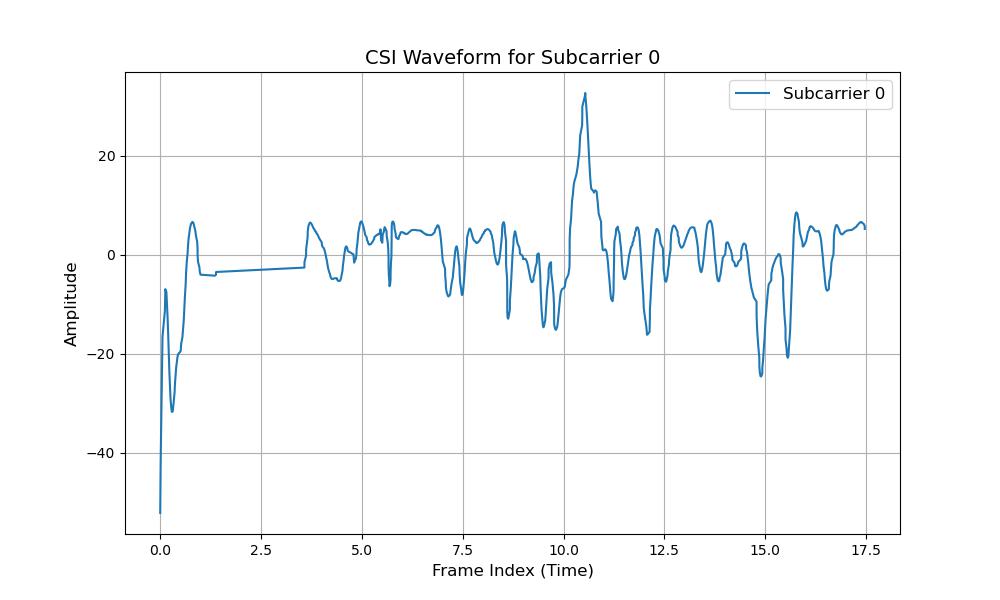 CSI Waveform for Subcarrier 0
Subcarrier 0
Amplitude
20
0
−20
−40
0.0 2.5 5.0 7.5 10.0 12.5 15.0 17.5
Frame Index (Time)